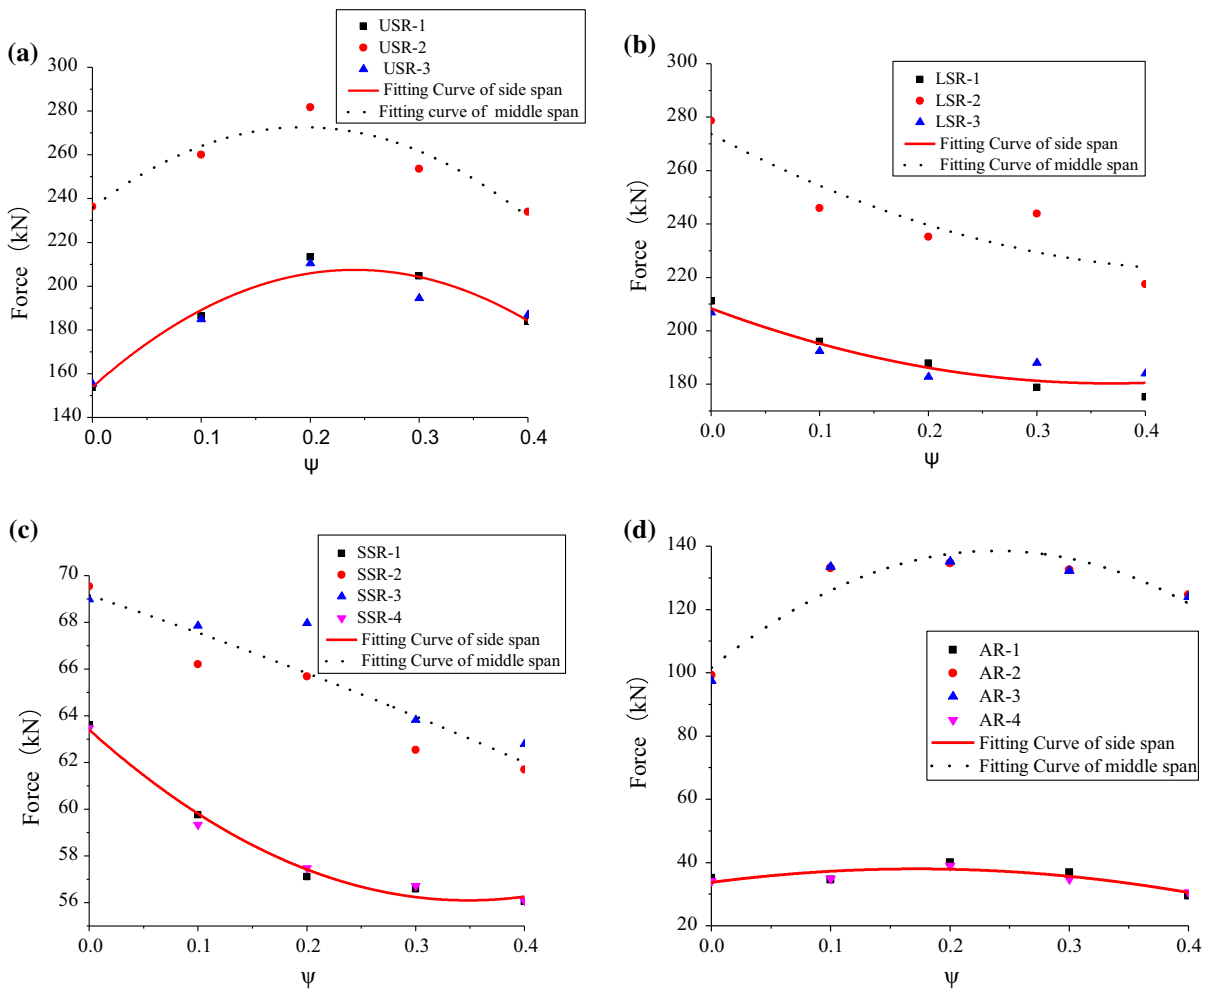 (a)
USR-1
USR-2
USR-3
Fitting Curve of side span
Fitting curve of middle span
300
280
260
240
220
200
180
160
140
Force (kN)
0.0 0.1 0.2 0.3 0.4
ψ
(b)
LSR-1
LSR-2
LSR-3
Fitting Curve of side span
Fitting Curve of middle span
300
280
260
240
220
200
180
Force (kN)
0.0 0.1 0.2 0.3 0.4
ψ
(c)
SSR-1
SSR-2
SSR-3
SSR-4
Fitting Curve of side span
Fitting Curve of middle span
70
68
66
64
62
60
58
56
Force (kN)
0.0 0.1 0.2 0.3 0.4
ψ
(d)
140
120
100
80
60
40
20
Force (kN)
AR-1
AR-2
AR-3
AR-4
Fitting Curve of side span
Fitting Curve of middle span
0.0 0.1 0.2 0.3 0.4
ψ